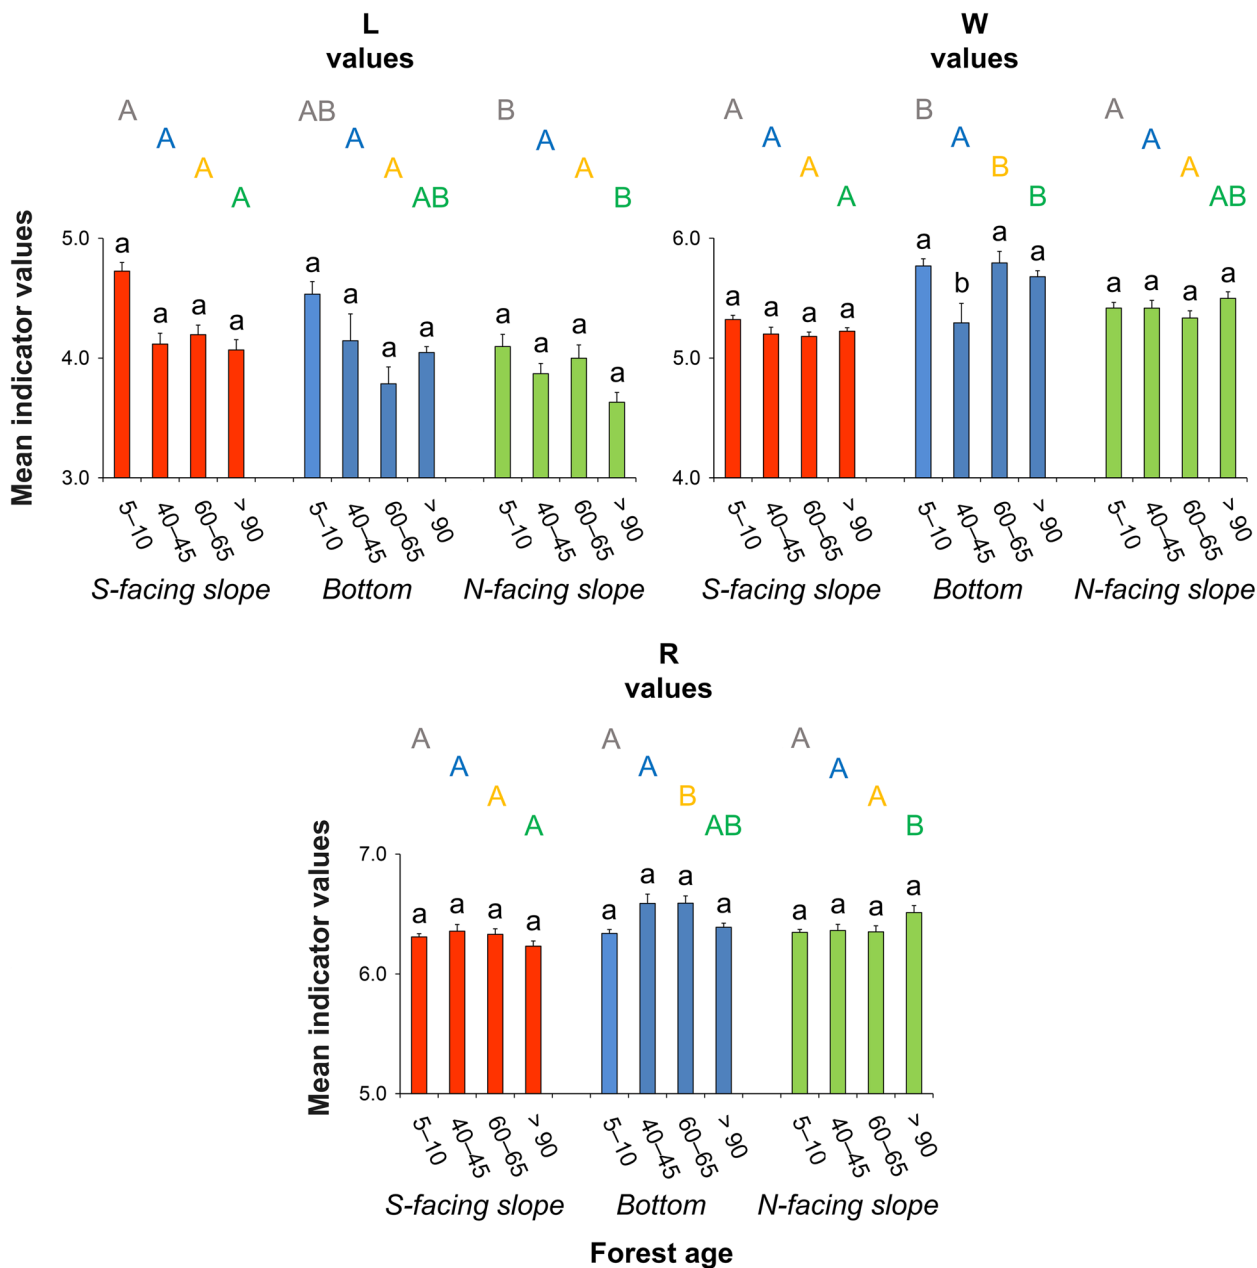 L
values
A
AB
B
A
A
A
A
A
A
A
AB
B
Mean indicator values
5.0
4.0
3.0
a
a
a
a
a
a
a
a
a
a
a
a
5–10
40–45
60–65
> 90
5–10
40–45
60–65
> 90
5–10
40–45
60–65
> 90
S-facing slope
Bottom
N-facing slope
W
values
A
B
A
A
A
A
A
B
A
A
B
AB
6.0
5.0
4.0
a
a
a
a
a
b
a
a
a
a
a
a
5–10
40–45
60–65
> 90
5–10
40–45
60–65
> 90
5–10
40–45
60–65
> 90
S-facing slope
Bottom
N-facing slope
R
values
A
A
A
A
A
A
A
B
A
A
AB
B
Mean indicator values
7.0
6.0
5.0
a
a
a
a
a
a
a
a
a
a
a
a
5–10
40–45
60–65
> 90
5–10
40–45
60–65
> 90
5–10
40–45
60–65
> 90
S-facing slope
Bottom
N-facing slope
Forest age